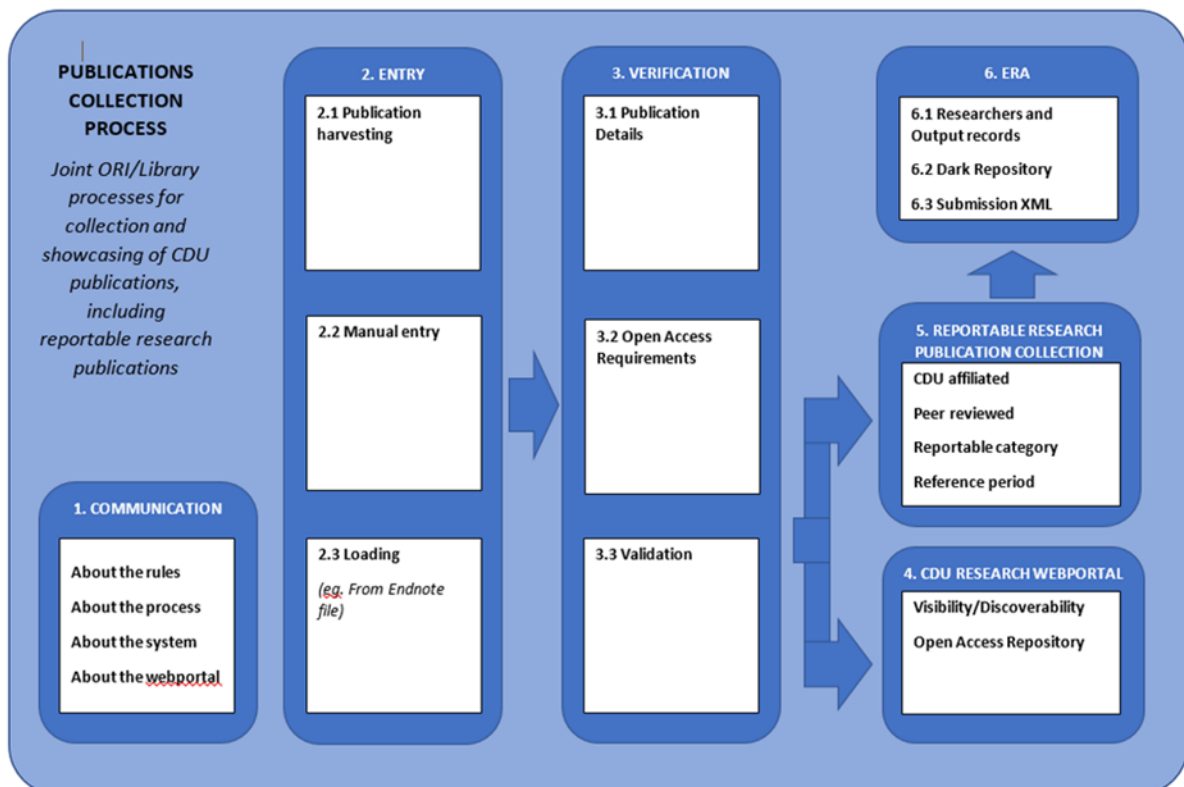 PUBLICATIONS
COLLECTION
PROCESS
Joint ORI/Library
processes for
collection and
showcasing of CDU
publications,
including
reportable research
publications
1. COMMUNICATION
About the rules
About the process
About the system
About the webportal
2. ENTRY
2.1 Publication
harvesting
2.2 Manual entry
2.3 Loading
(eg. From Endnote
file)
3. VERIFICATION
3.1 Publication
Details
3.2 Open Access
Requirements
3.3 Validation
6. ERA
6.1 Researchers and
Output records
6.2 Dark Repository
6.3 Submission XML
5. REPORTABLE RESEARCH
PUBLICATION COLLECTION
CDU affiliated
Peer reviewed
Reportable category
Reference period
4. CDU RESEARCH WEBPORTAL
Visibility/Discoverability
Open Access Repository